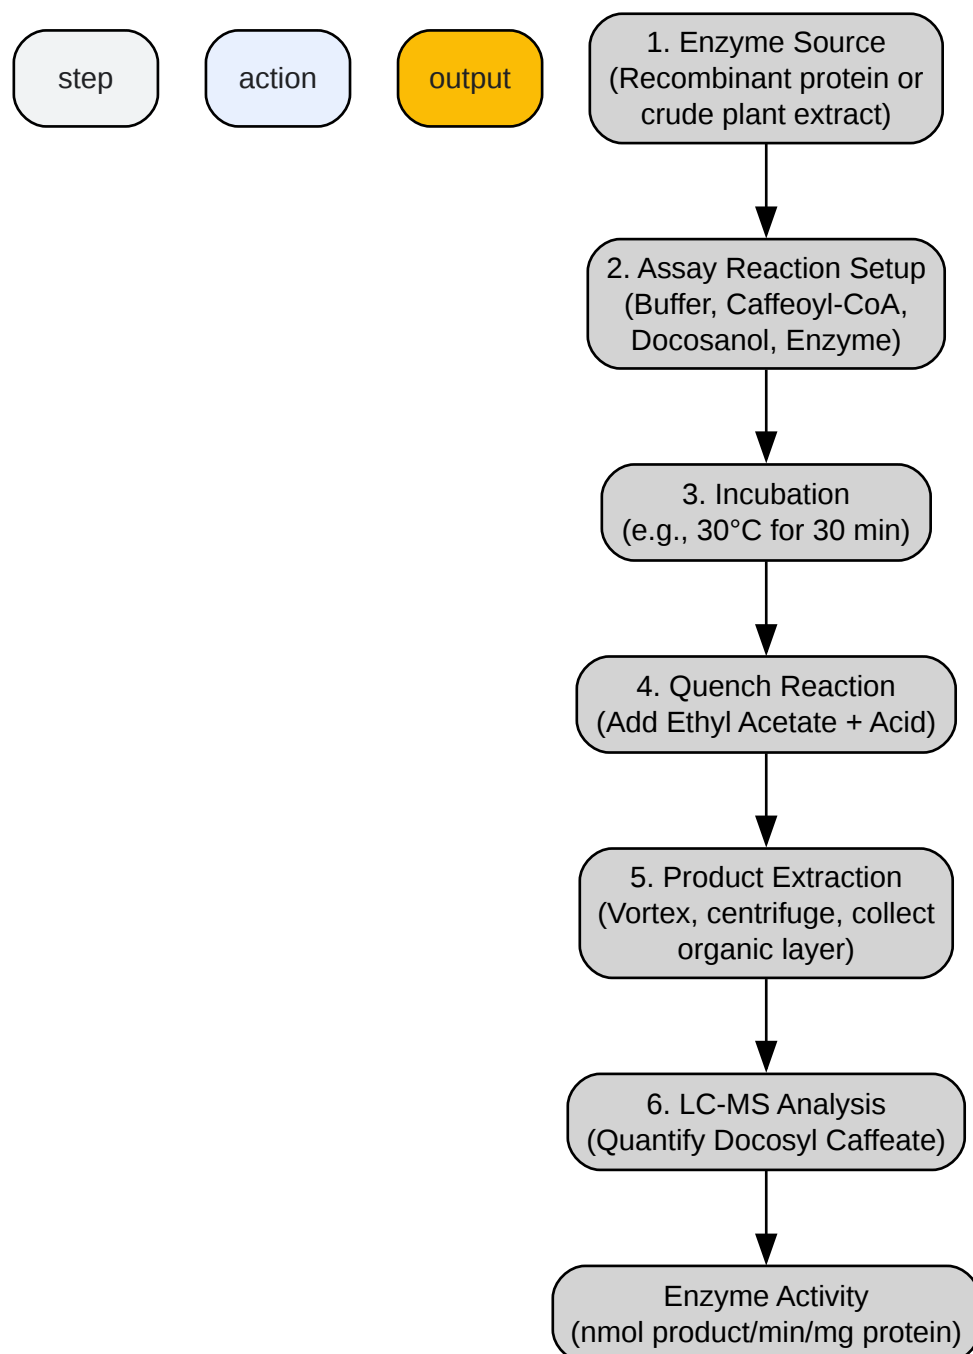 step
action
output
1. Enzyme Source
(Recombinant protein or
crude plant extract)
2. Assay Reaction Setup
(Buffer, Caffeoyl-CoA,
Docosanol, Enzyme)
3. Incubation
(e.g., 30°C for 30 min)
4. Quench Reaction
(Add Ethyl Acetate + Acid)
5. Product Extraction
(Vortex, centrifuge, collect
organic layer)
6. LC-MS Analysis
(Quantify Docosyl Caffeate)
Enzyme Activity
(nmol product/min/mg protein)